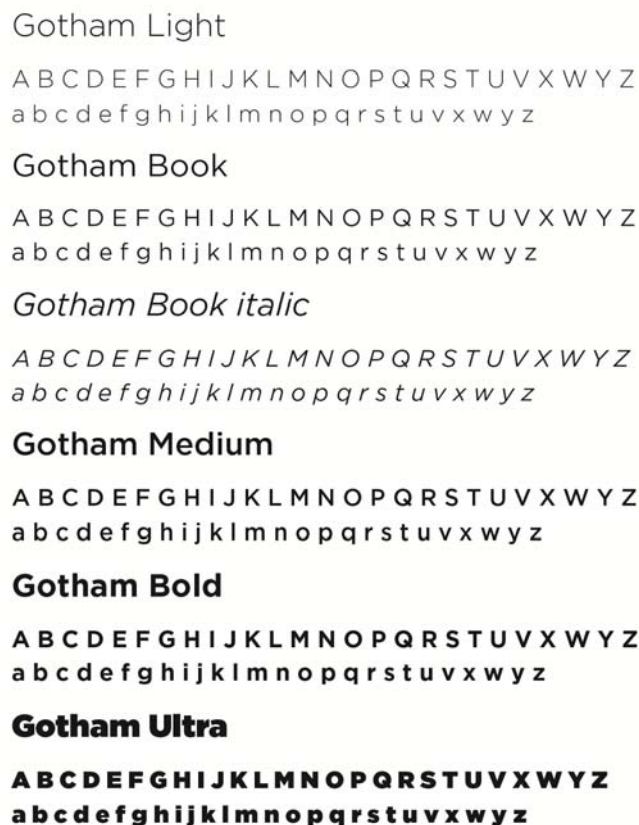 Gotham Light
A B C D E F G H I J K L M N O P Q R S T U V X W Y Z
a b c d e f g h i j k l m n o p q r s t u v x w y z
Gotham Book
A B C D E F G H I J K L M N O P Q R S T U V X W Y Z
a b c d e f g h i j k l m n o p q r s t u v x w y z
Gotham Book italic
A B C D E F G H I J K L M N O P Q R S T U V X W Y Z
a b c d e f g h i j k l m n o p q r s t u v x w y z
Gotham Medium
A B C D E F G H I J K L M N O P Q R S T U V X W Y Z
a b c d e f g h i j k l m n o p q r s t u v x w y z
Gotham Bold
A B C D E F G H I J K L M N O P Q R S T U V X W Y Z
a b c d e f g h i j k l m n o p q r s t u v x w y z
Gotham Ultra
A B C D E F G H I J K L M N O P Q R S T U V X W Y Z
a b c d e f g h i j k l m n o p q r s t u v x w y z